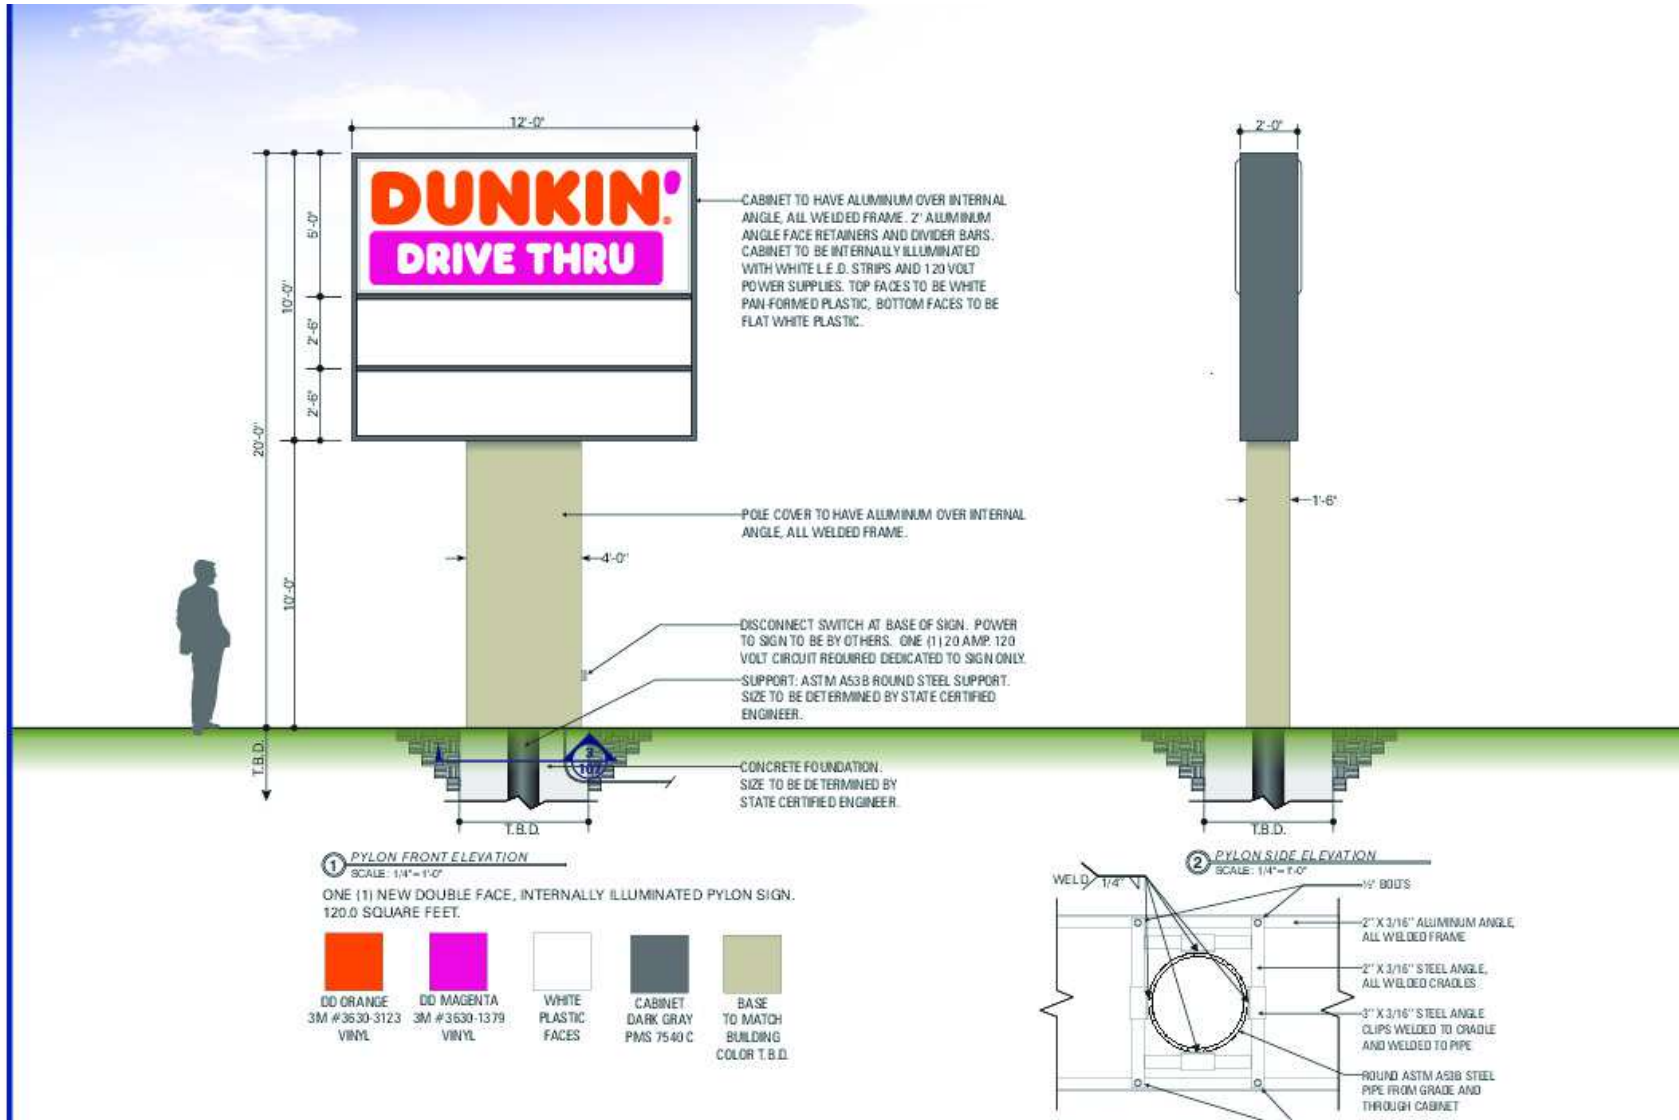 12'-0"
2'-0"
DUNKIN'
DRIVE THRU
5'-0"
10'-0"
2'-6"
2'-6"
20'-0"
10'-0"
T.B.D.
CABINET TO HAVE ALUMINUM OVER INTERNAL
ANGLE, ALL WELDED FRAME. 2" ALUMINUM
ANGLE FACE RETAINERS AND DIVIDER BARS.
CABINET TO BE INTERNALLY ILLUMINATED
WITH WHITE L.E.D. STRIPS AND 120 VOLT
POWER SUPPLIES. TOP FACES TO BE WHITE
PAN-FORMED PLASTIC, BOTTOM FACES TO BE
FLAT WHITE PLASTIC.
POLE COVER TO HAVE ALUMINUM OVER INTERNAL
ANGLE, ALL WELDED FRAME.
4'-0"
1'-6"
DISCONNECT SWITCH AT BASE OF SIGN. POWER
TO SIGN TO BE BY OTHERS. ONE (1) 20 AMP. 120
VOLT CIRCUIT REQUIRED DEDICATED TO SIGN ONLY.
SUPPORT: ASTM A53B ROUND STEEL SUPPORT.
SIZE TO BE DETERMINED BY STATE CERTIFIED
ENGINEER.
3
107
CONCRETE FOUNDATION.
SIZE TO BE DETERMINED BY
STATE CERTIFIED ENGINEER.
T.B.D.
T.B.D.
1 PYLON FRONT ELEVATION
SCALE: 1/4"=1'-0"
ONE (1) NEW DOUBLE FACE, INTERNALLY ILLUMINATED PYLON SIGN.
120.0 SQUARE FEET.
DD ORANGE
3M #3630-3123
VINYL
DD MAGENTA
3M #3630-1379
VINYL
WHITE
PLASTIC
FACES
CABINET
DARK GRAY
PMS 7540 C
BASE
TO MATCH
BUILDING
COLOR T.B.D.
2 PYLON SIDE ELEVATION
SCALE: 1/4"=1'-0"
WELD 1/4"
½" BOLTS
2" X 3/16" ALUMINUM ANGLE,
ALL WELDED FRAME
2" X 3/16" STEEL ANGLE,
ALL WELDED CRADLES
3" X 3/16" STEEL ANGLE
CLIPS WELDED TO CRADLE
AND WELDED TO PIPE
ROUND ASTM A53B STEEL
PIPE FROM GRADE AND
THROUGH CABINET